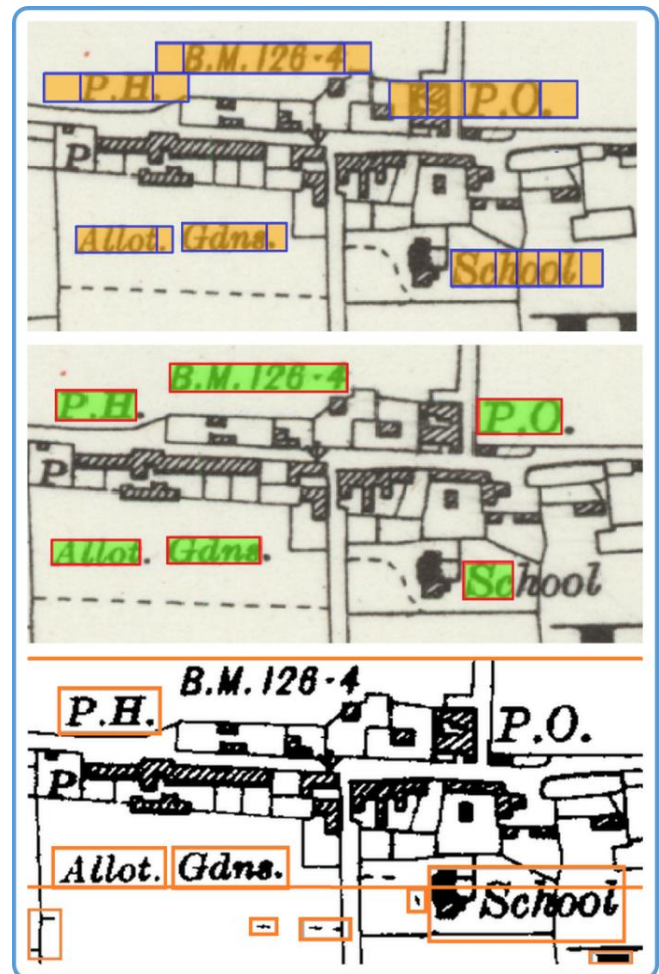 B.M. 126·4
P.H.
P.O.
P
Allot. Gdns.
School
B.M. 126·4
P.H.
P.O.
P
Allot. Gdns.
School
B.M. 126·4
P.H.
P.O.
P
Allot. Gdns.
School